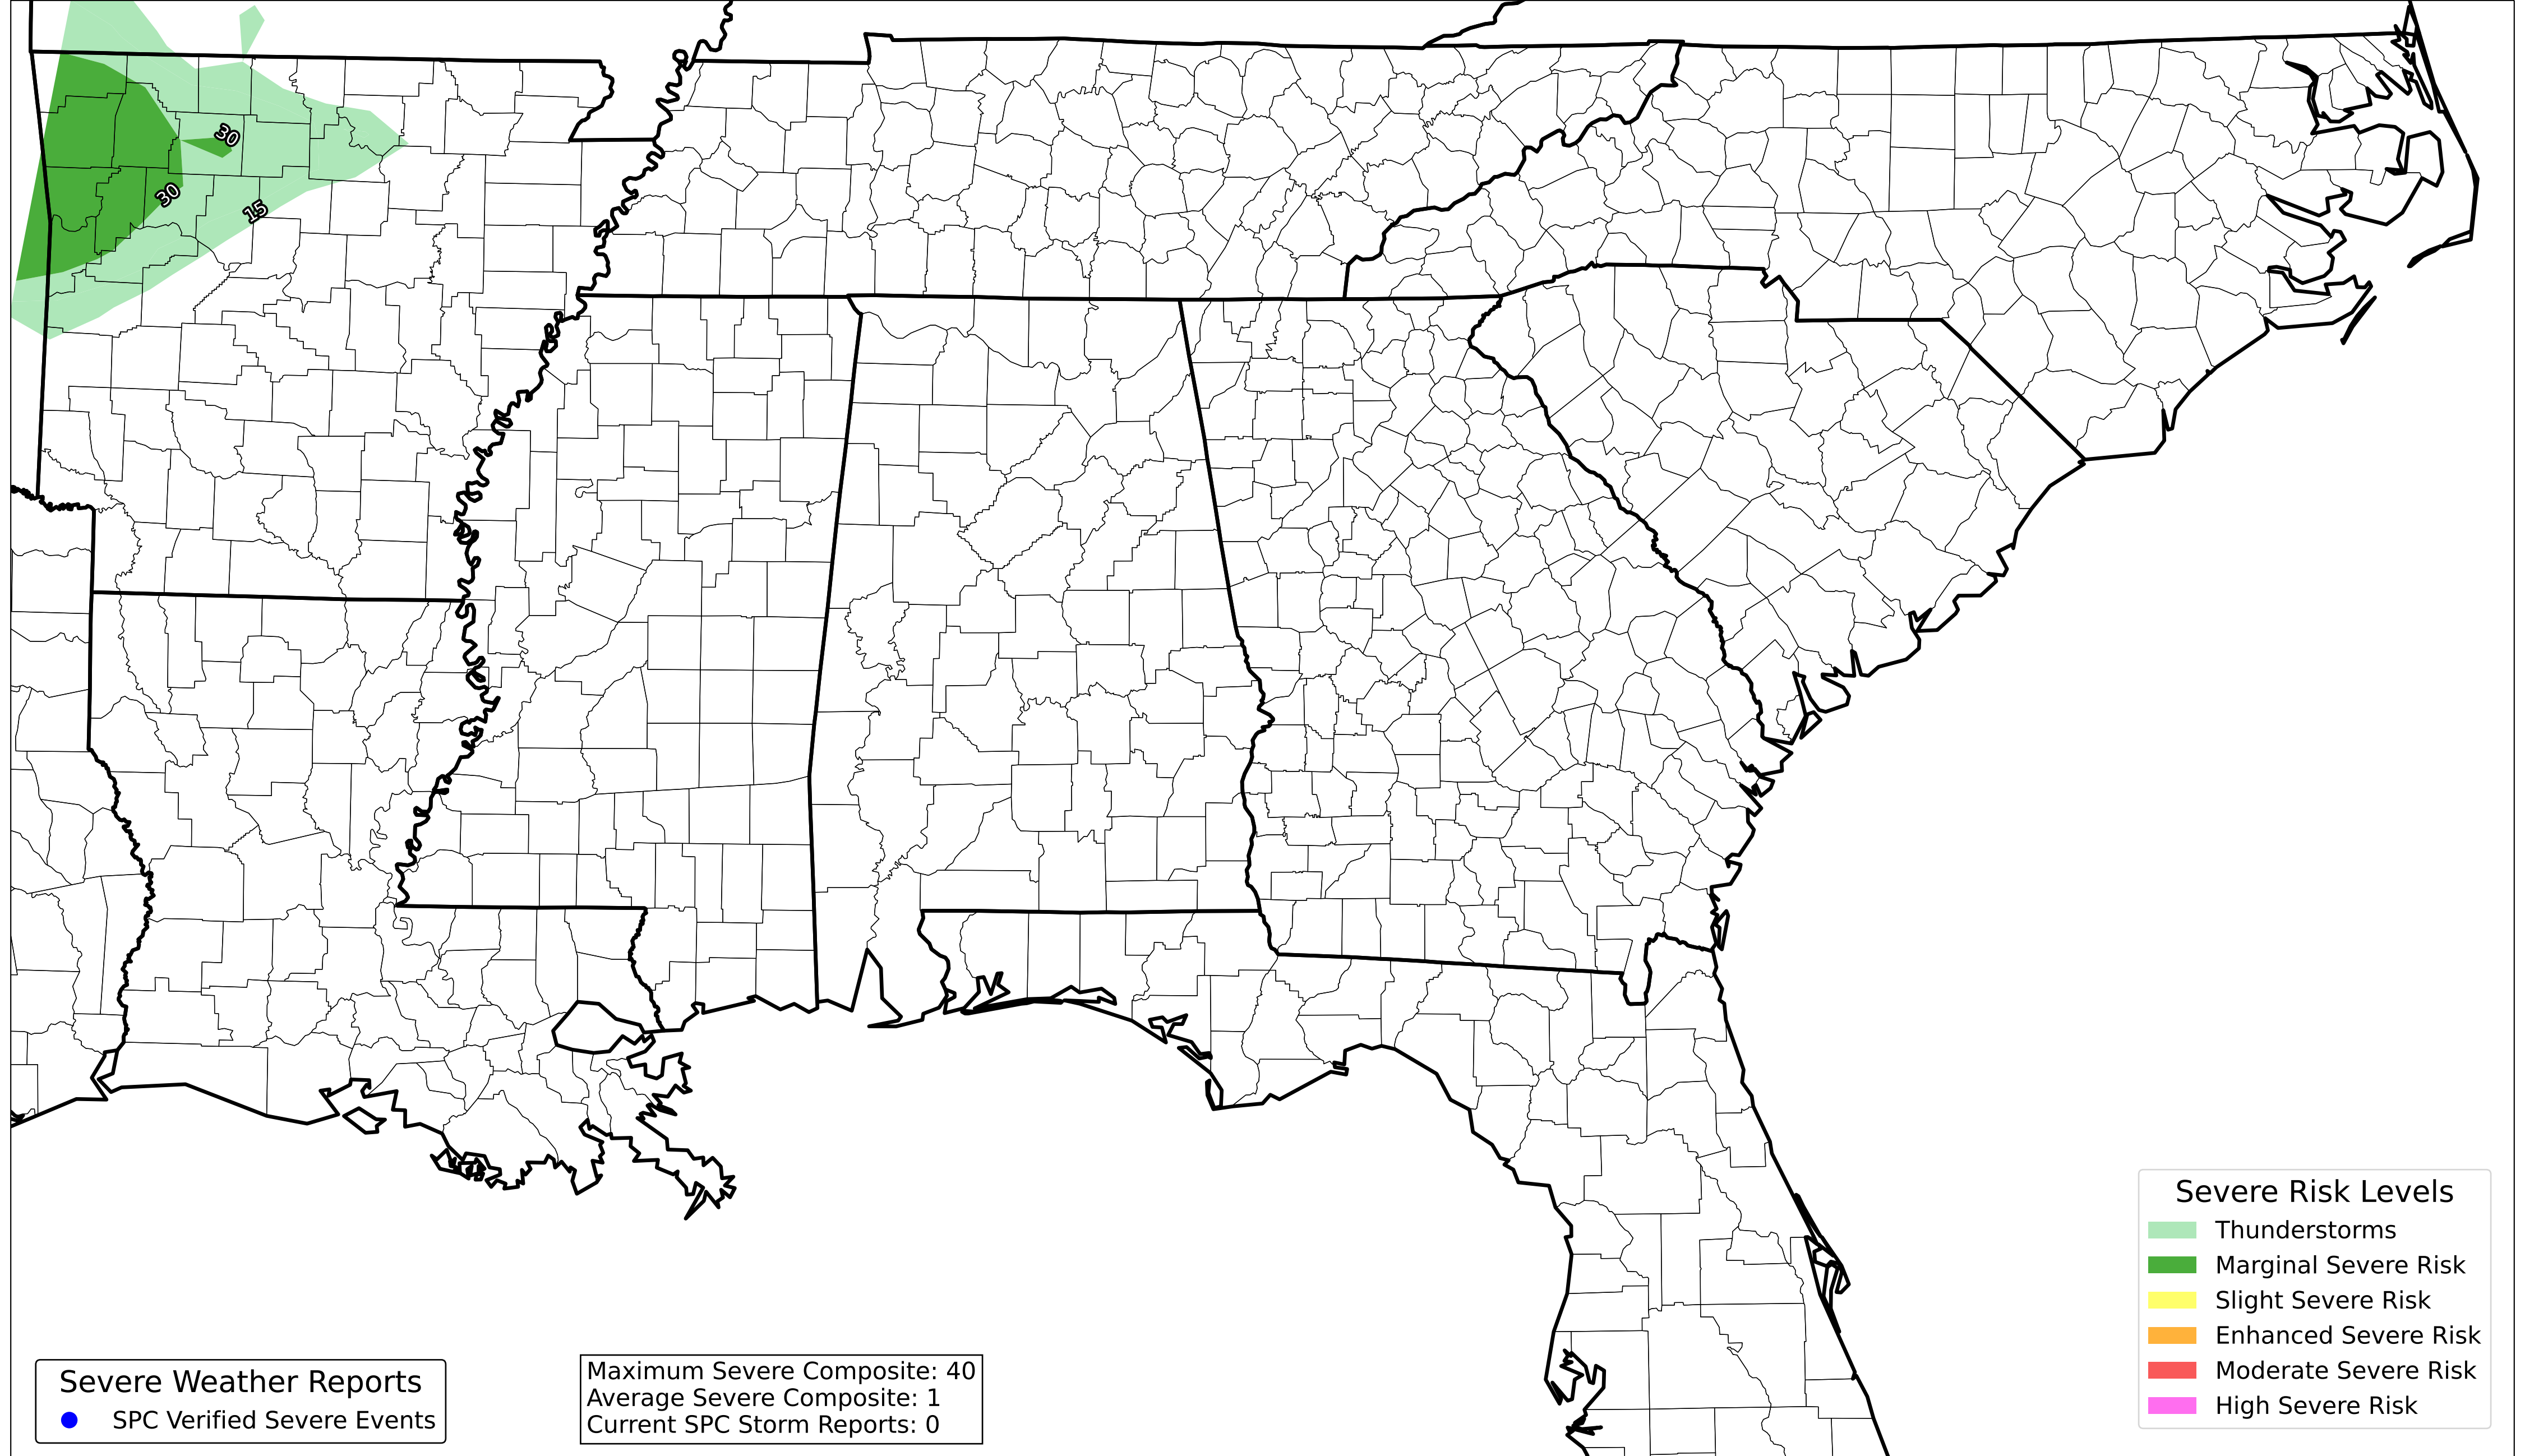 30
30
15
Severe Weather Reports
SPC Verified Severe Events
Maximum Severe Composite: 40
Average Severe Composite: 1
Current SPC Storm Reports: 0
Severe Risk Levels
Thunderstorms
Marginal Severe Risk
Slight Severe Risk
Enhanced Severe Risk
Moderate Severe Risk
High Severe Risk